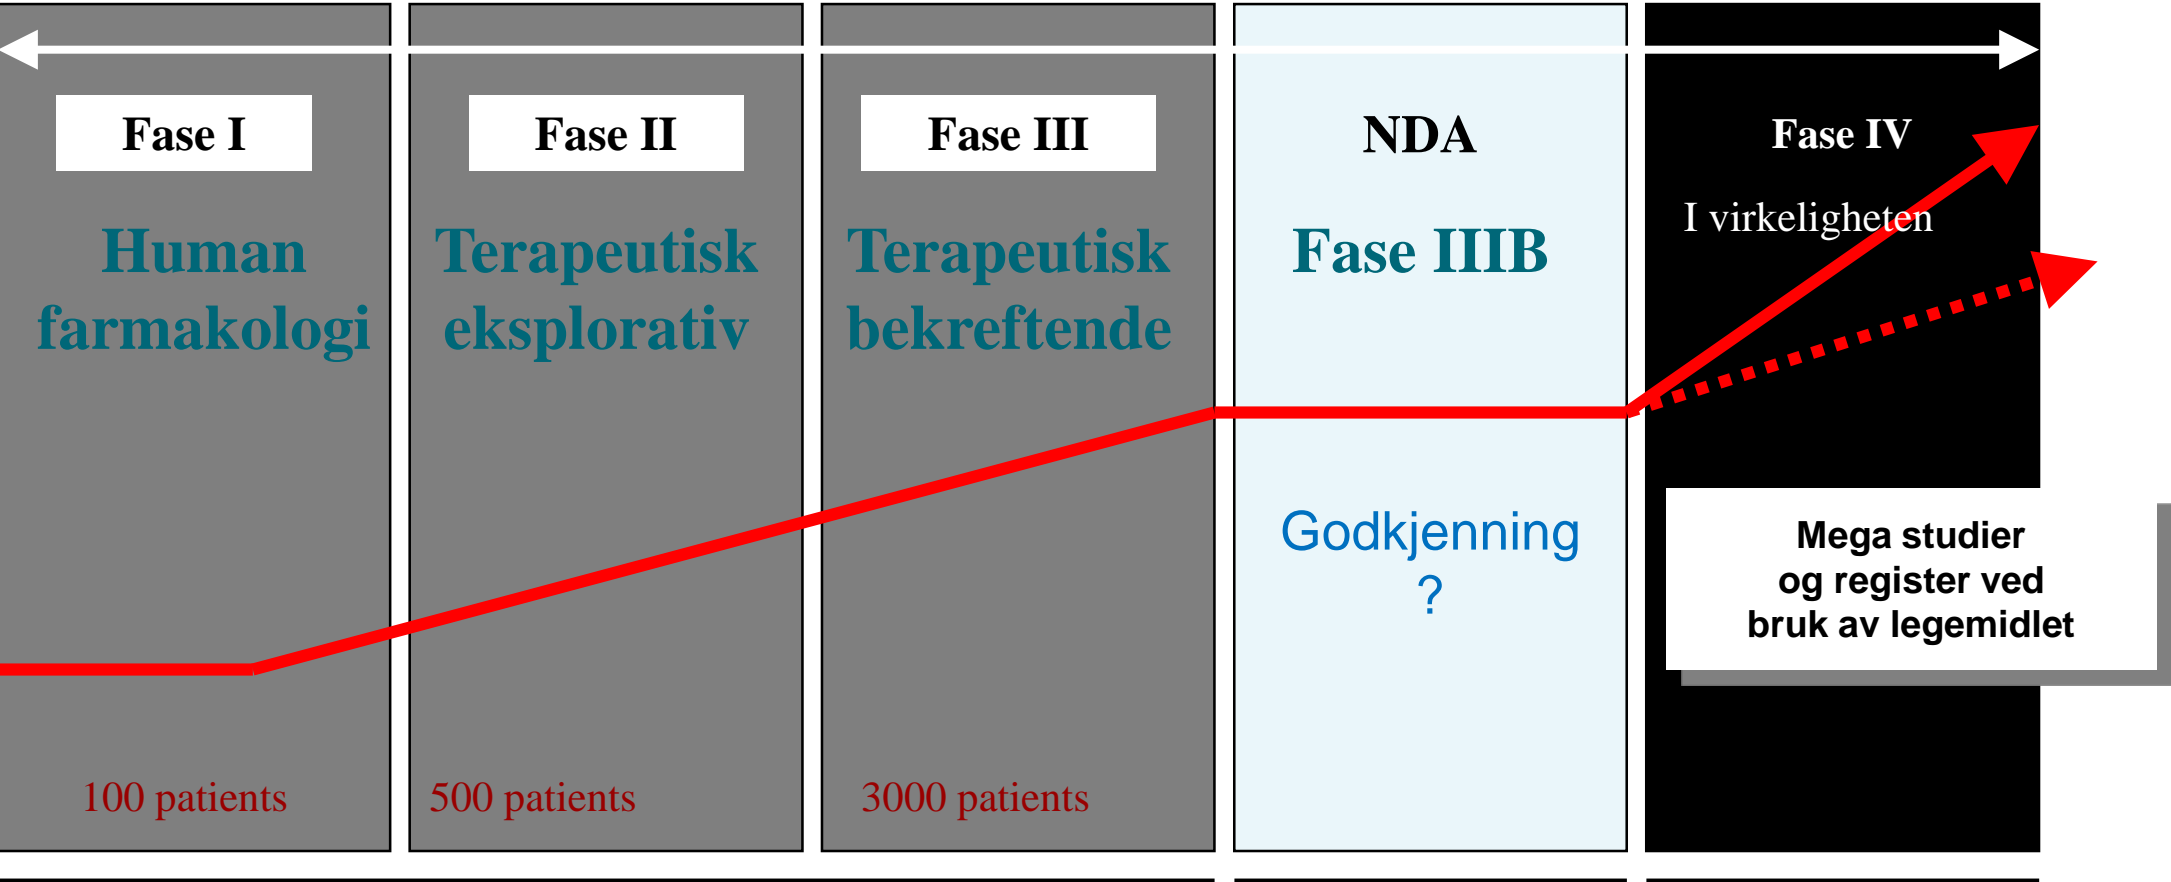 Fase I
Human
farmakologi
100 patients
Fase II
Terapeutisk
eksplorativ
500 patients
Fase III
Terapeutisk
bekreftende
3000 patients
NDA
Fase IIIB
Godkjenning
?
Fase IV
I virkeligheten
Mega studier
og register ved
bruk av legemidlet